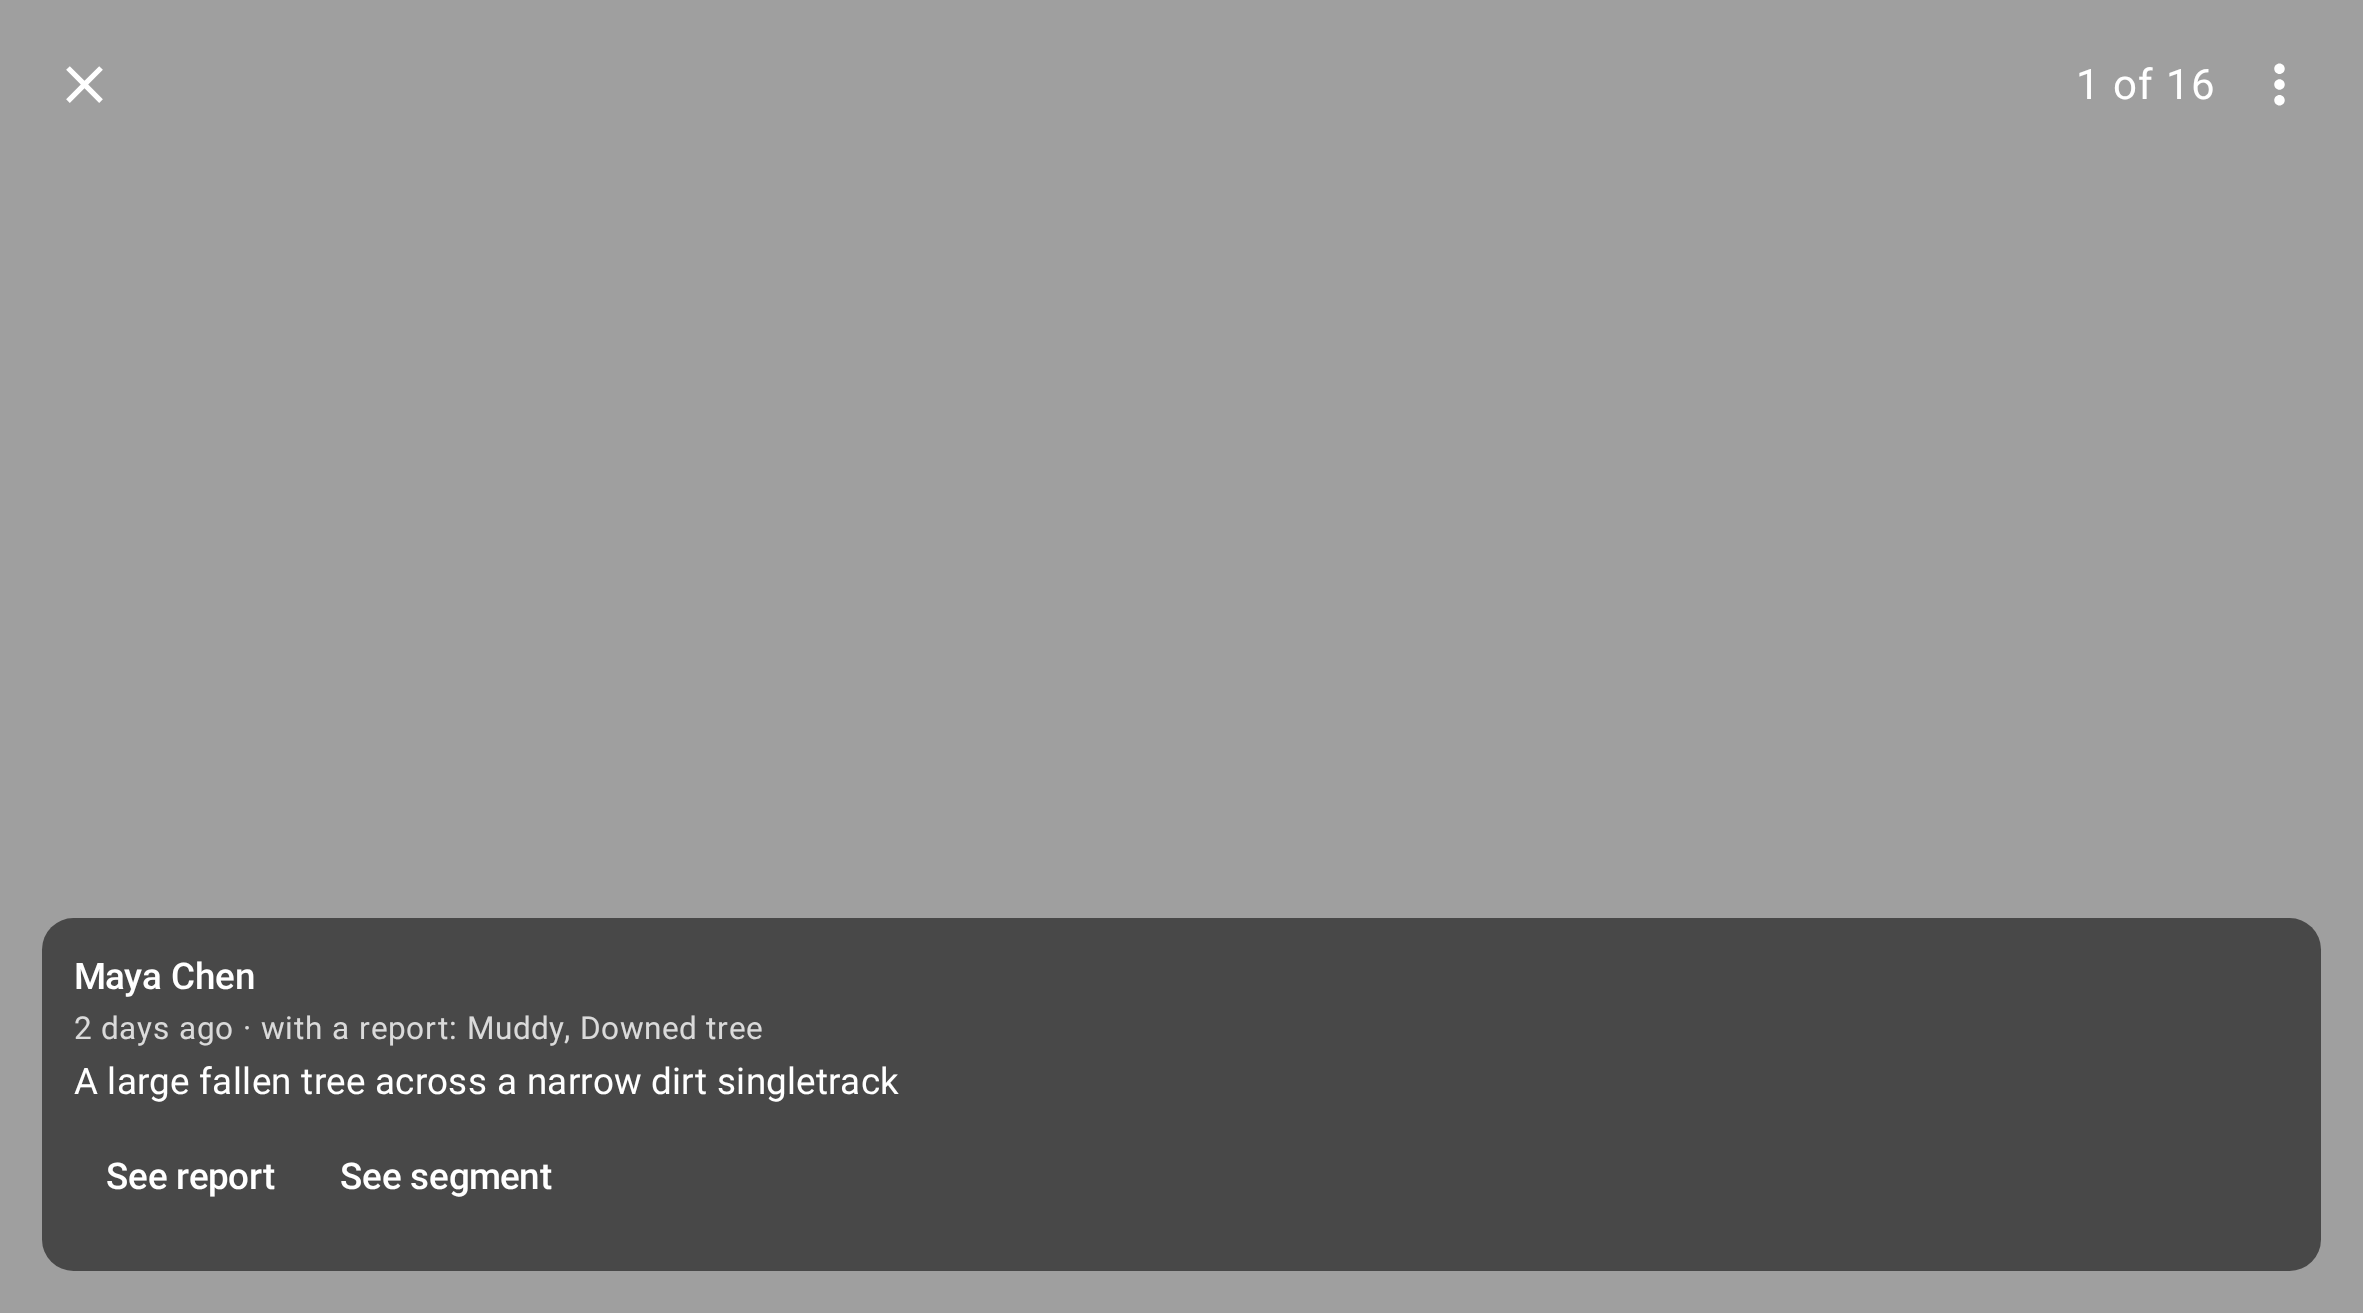 1 of 16
Maya Chen
2 days ago · with a report: Muddy, Downed tree
A large fallen tree across a narrow dirt singletrack
See report See segment